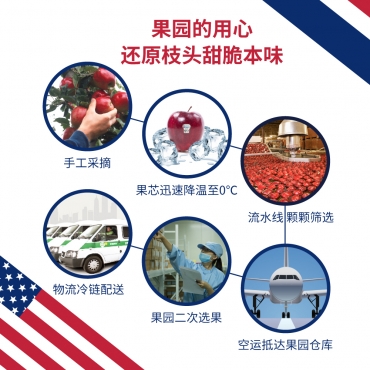 果园的用心
还原枝头甜脆本味
手工采摘
果芯迅速降温至0℃
流水线 颗颗筛选
物流冷链配送
果园二次选果
空运抵达果园仓库